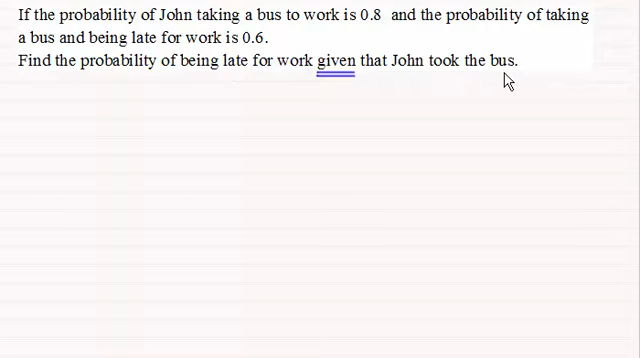 If the probability of John taking a bus to work is 0.8 and the probability of taking
a bus and being late for work is 0.6.
Find the probability of being late for work given that John took the bus.